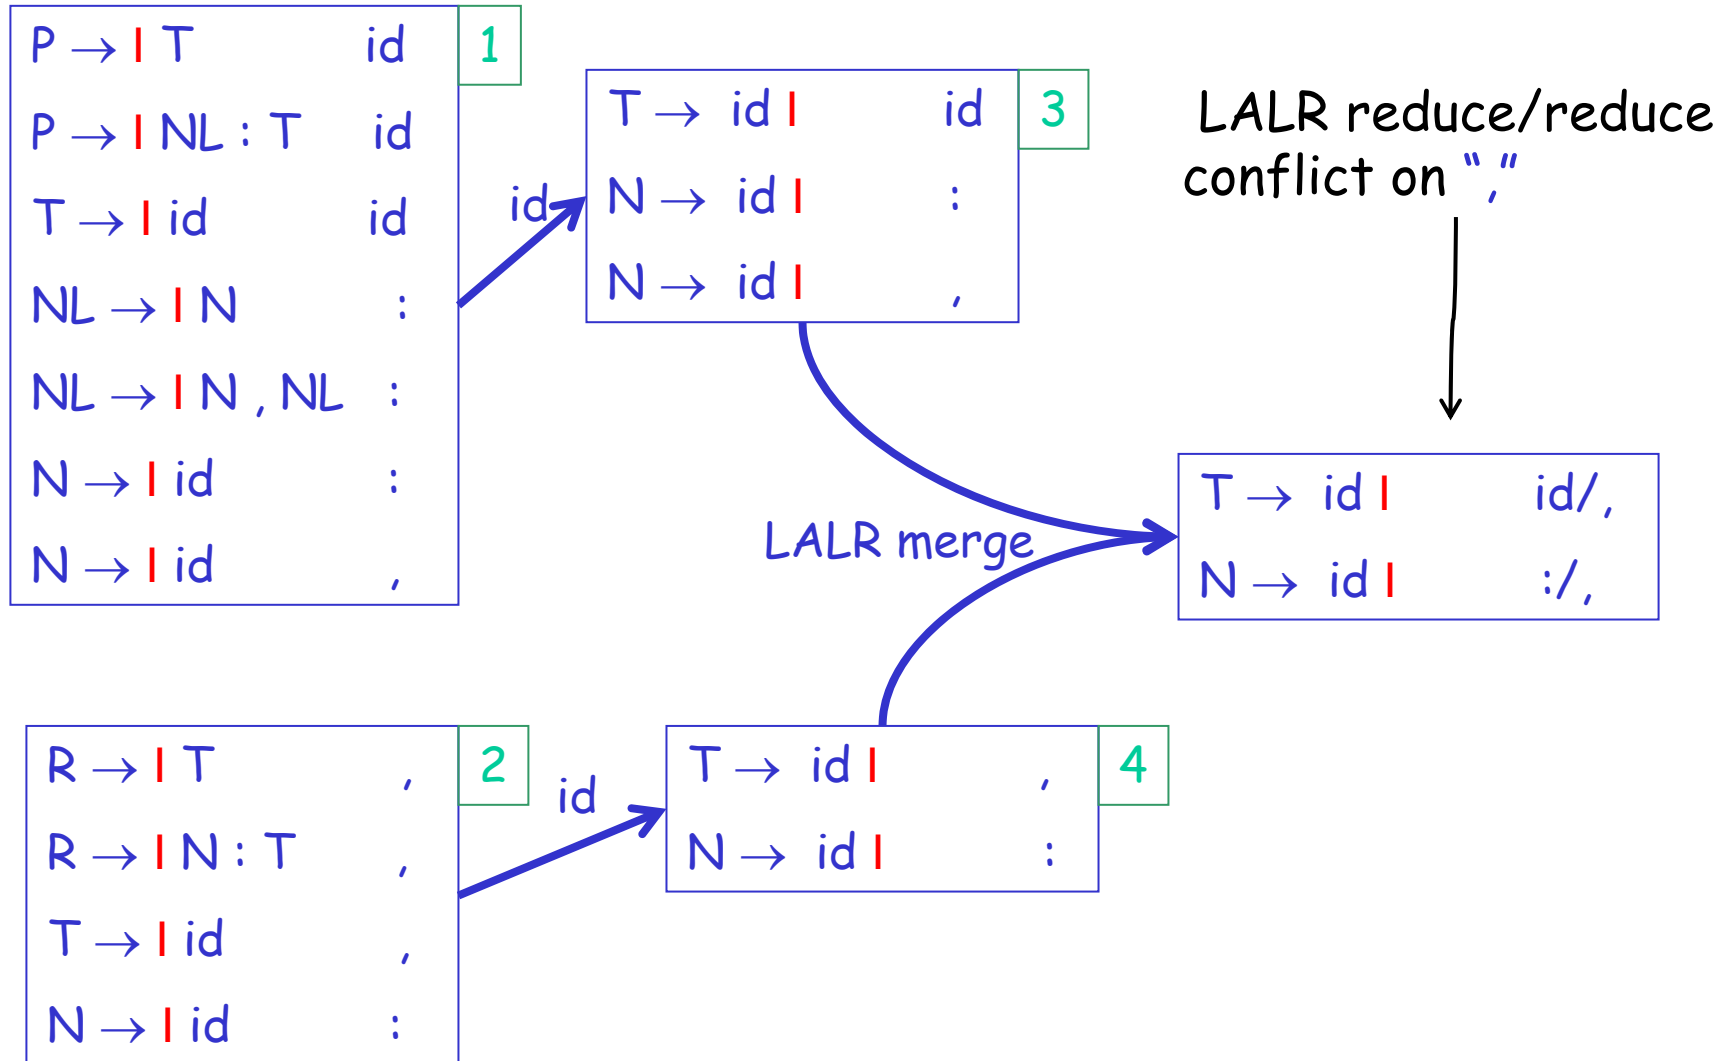 P → | T id
1
P → | NL : T id
T → | id id
NL → | N :
NL → | N , NL :
N → | id :
N → | id ,
id
T → id | id
3
N → id | :
N → id | ,
LALR reduce/reduce
conflict on “,”
LALR merge
T → id | id/,
N → id | :/,
R → | T ,
2
R → | N : T ,
T → | id ,
N → | id :
id
T → id | ,
4
N → id | :